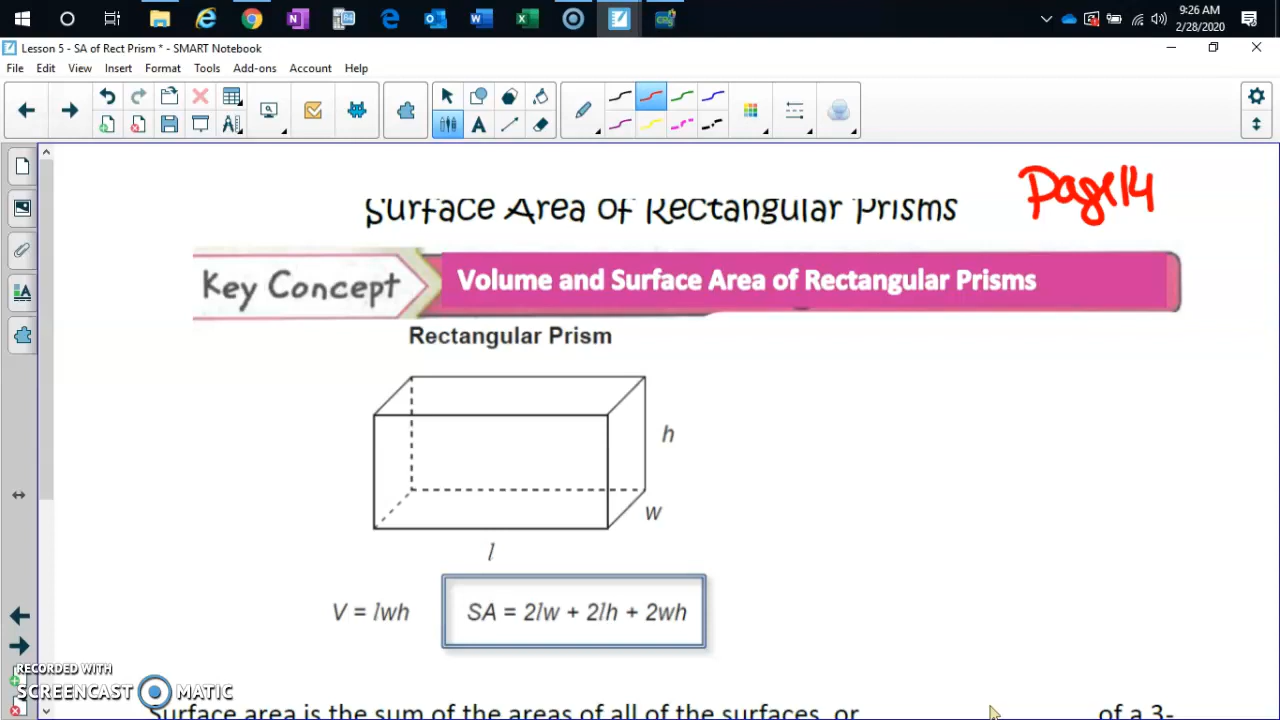 9:26 AM
2/28/2020
Lesson 5 - SA of Rect Prism * - SMART Notebook
File Edit View Insert Format Tools Add-ons Account Help
Page 14
Surface Area of Rectangular Prisms
Key Concept
Volume and Surface Area of Rectangular Prisms
Rectangular Prism
h
w
l
V = lwh
SA = 2lw + 2lh + 2wh
RECORDED WITH
SCREENCAST MATIC
Surface area is the sum of the areas of all of the surfaces, or of a 3-